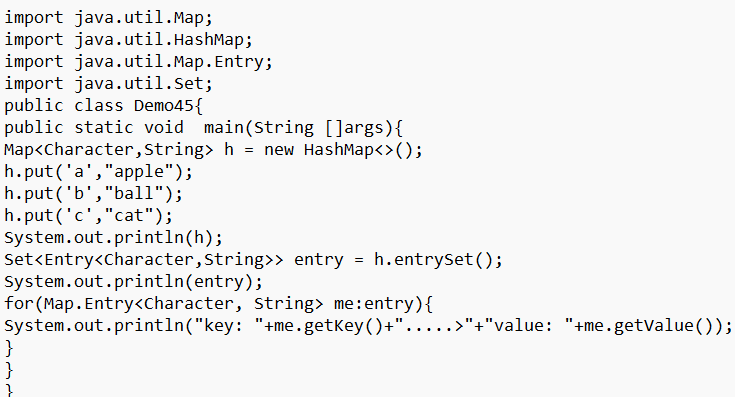 import java.util.Map;
import java.util.HashMap;
import java.util.Map.Entry;
import java.util.Set;
public class Demo45{
public static void  main(String []args){
Map<Character,String> h = new HashMap<>();
h.put('a',"apple");
h.put('b',"ball");
h.put('c',"cat");
System.out.println(h);
Set<Entry<Character,String>> entry = h.entrySet();
System.out.println(entry);
for(Map.Entry<Character, String> me:entry){
System.out.println("key: "+me.getKey()+".....>"+"value: "+me.getValue());
}
}
}